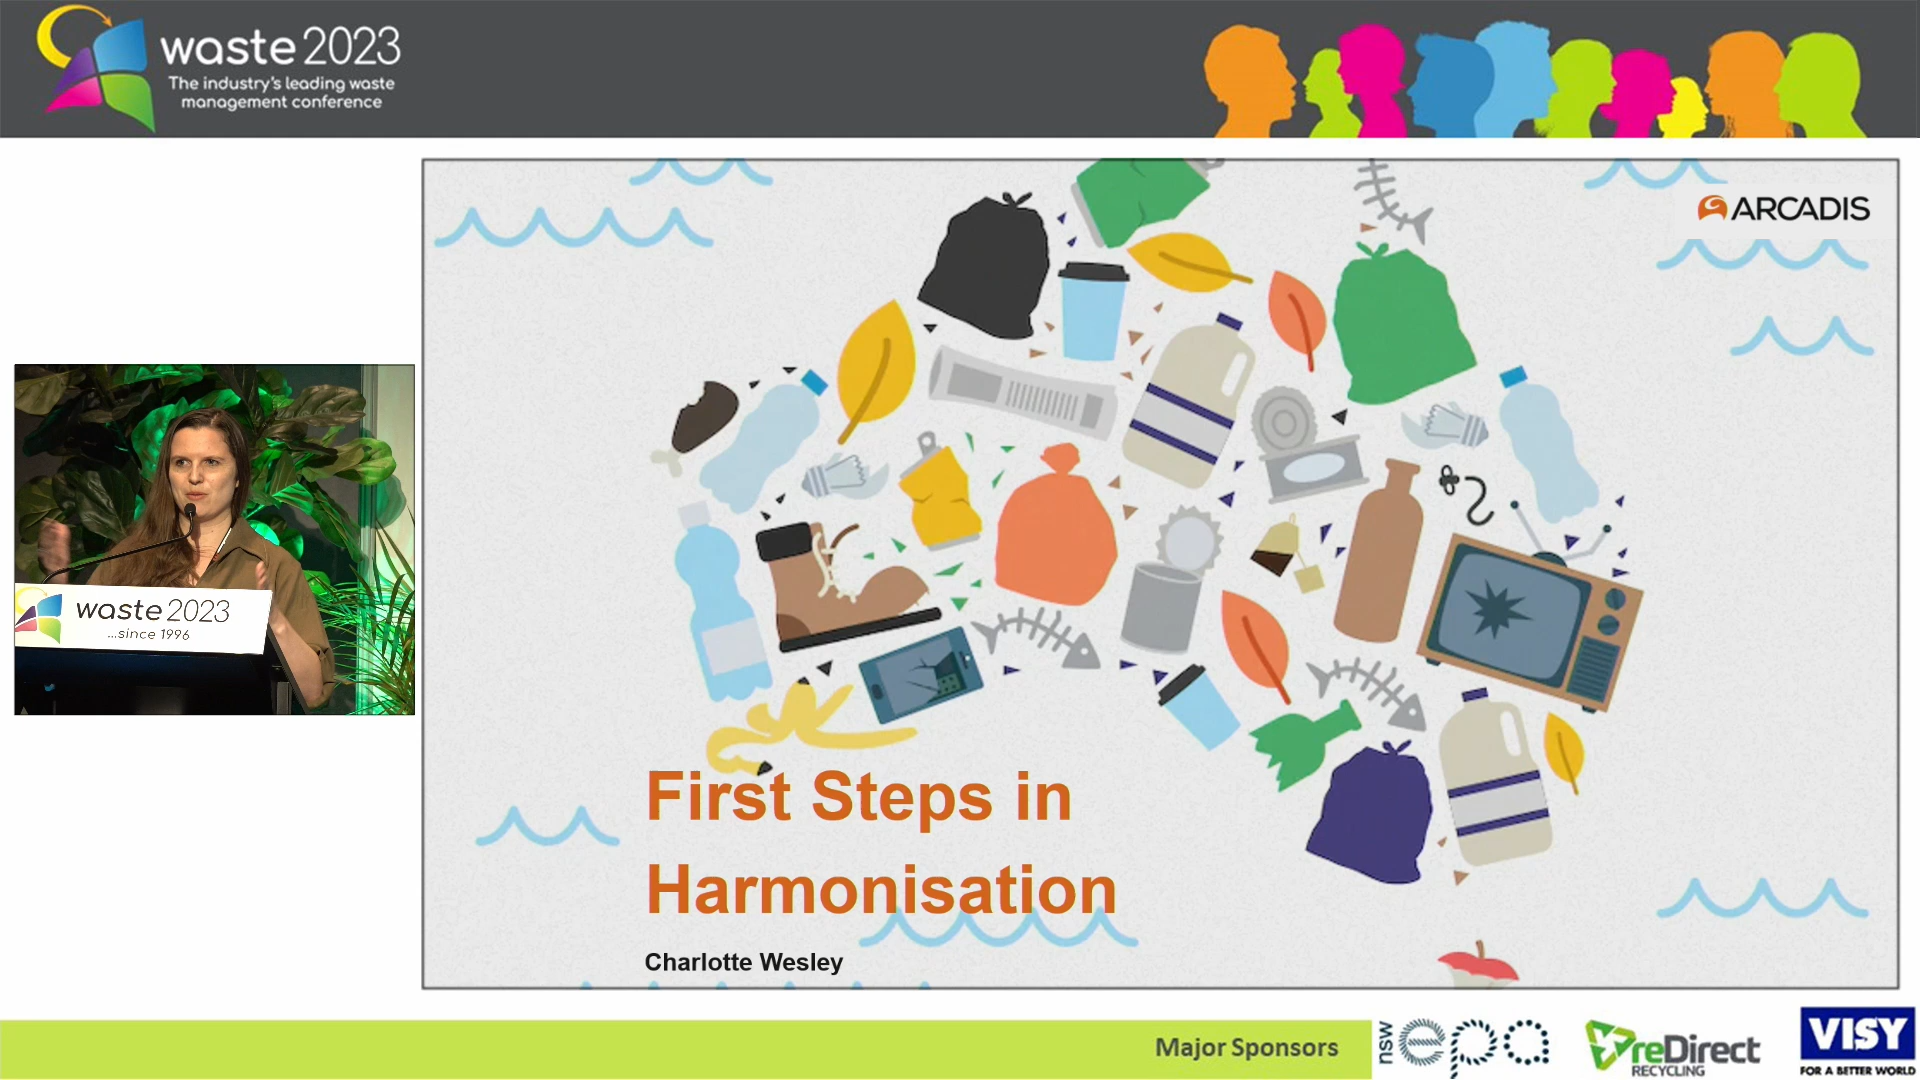 waste 2023
The industry's leading waste
management conference
ARCADIS
waste 2023
...since 1996
First Steps in
Harmonisation
Charlotte Wesley
Major Sponsors
nsw epa
reDirect
RECYCLING
VISY
FOR A BETTER WORLD